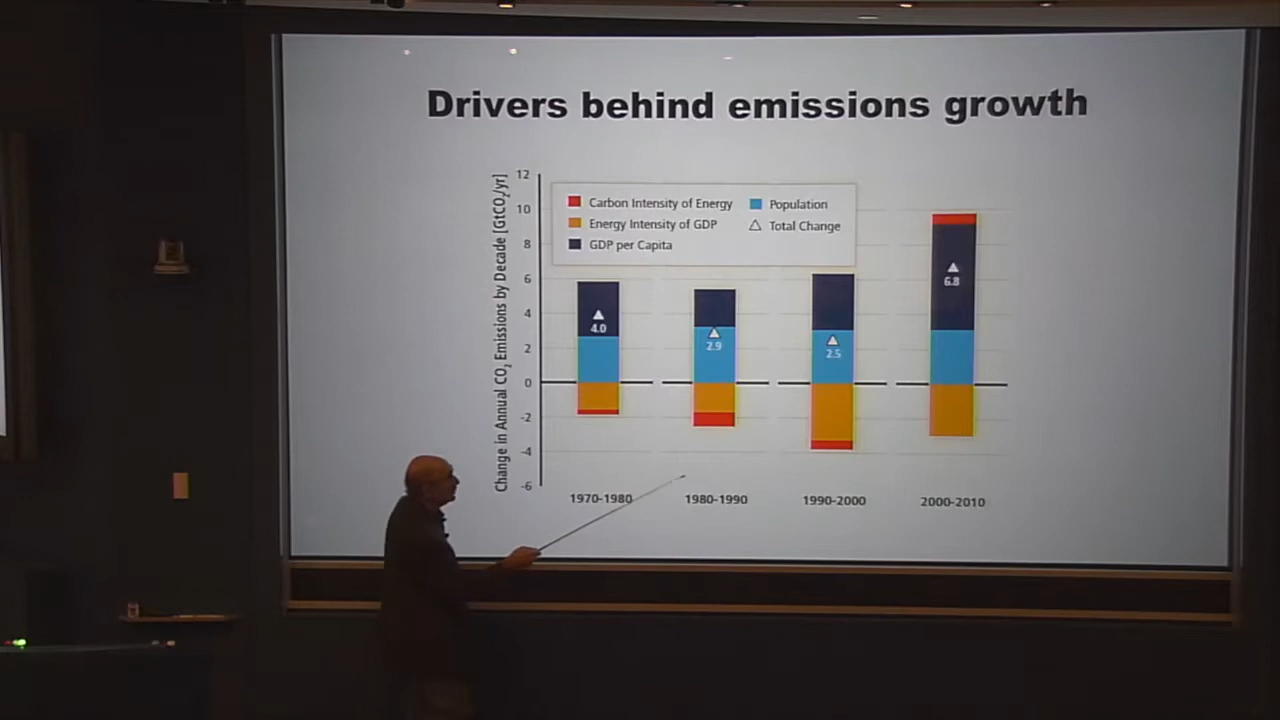 Drivers behind emissions growth
Change in Annual CO₂ Emissions by Decade [GtCO₂/yr]
12
10
8
6
4
2
0
-2
-4
-6
Carbon Intensity of Energy
Energy Intensity of GDP
GDP per Capita
Population
Total Change
4.0
2.9
2.5
6.8
1970-1980
1980-1990
1990-2000
2000-2010